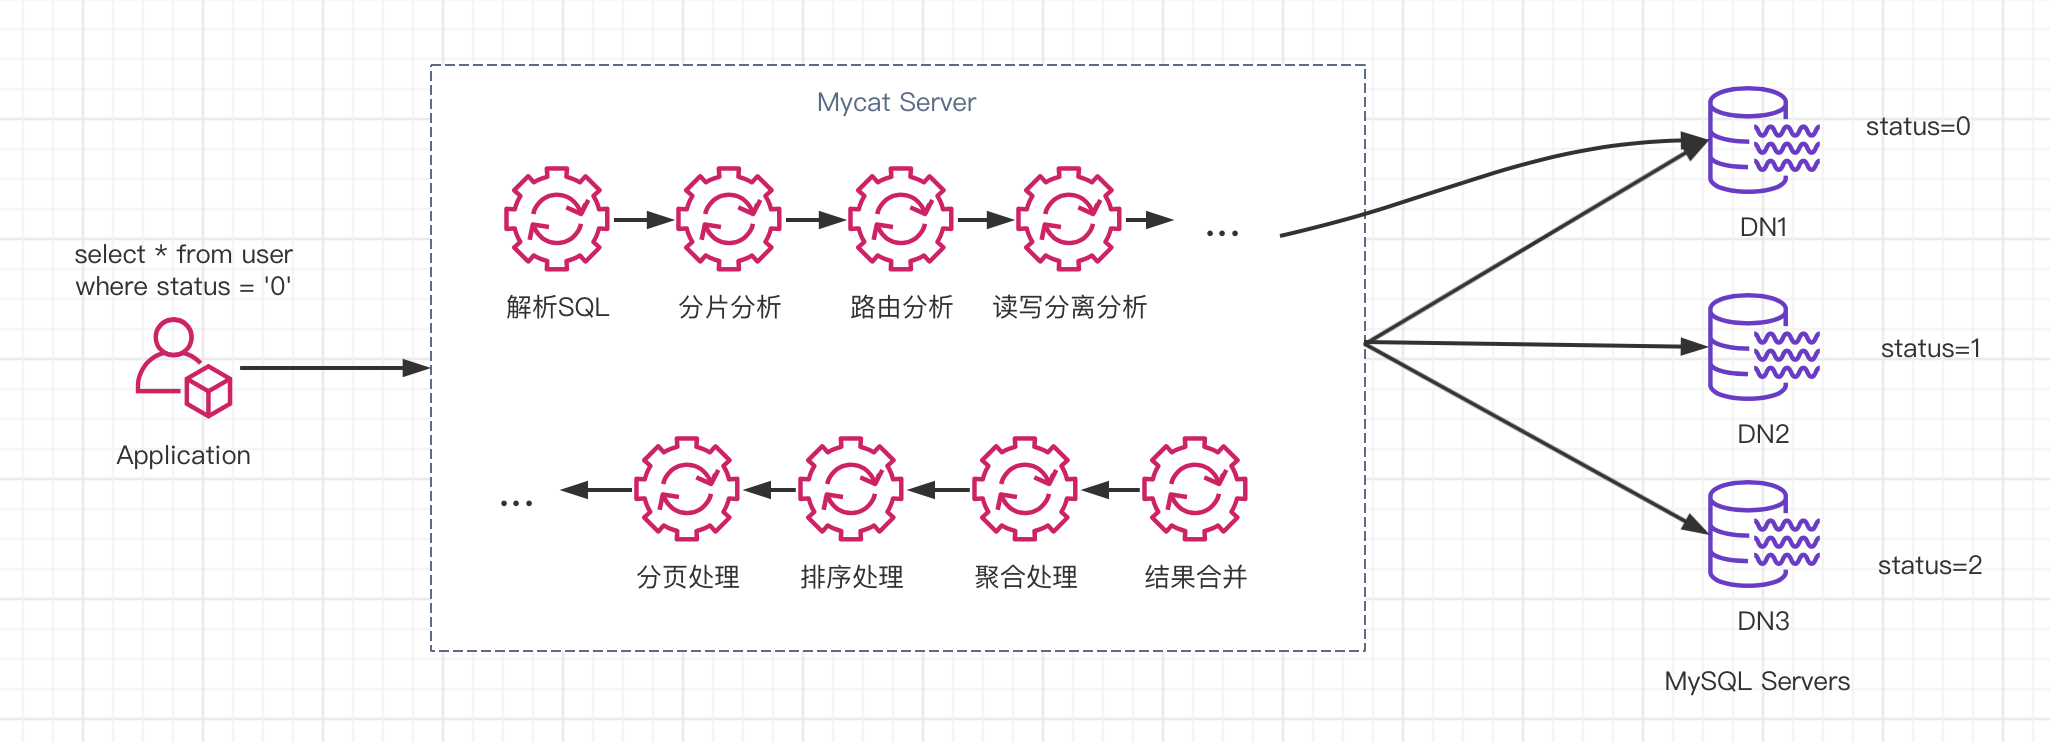 select * from user
where status = '0'
Application
Mycat Server
解析SQL
分片分析
路由分析
读写分离分析
...
...
分页处理
排序处理
聚合处理
结果合并
status=0
DN1
status=1
DN2
status=2
DN3
MySQL Servers